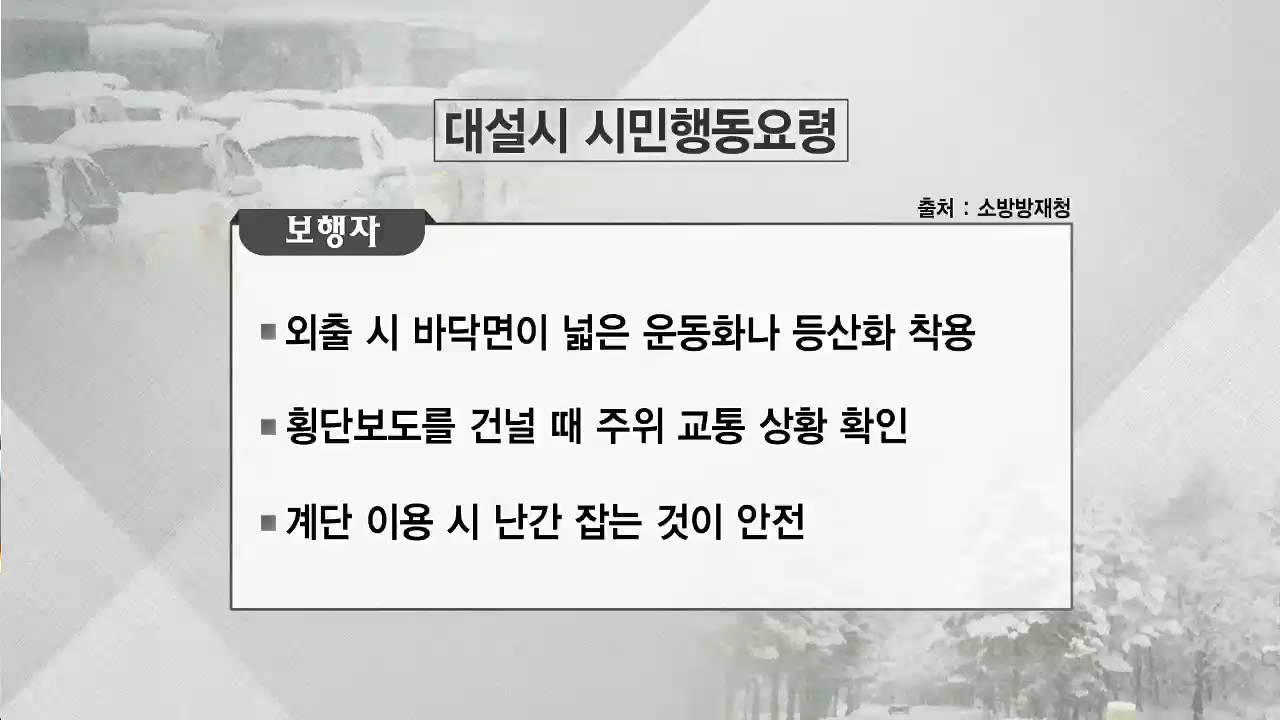 대설시 시민행동요령
출처 : 소방방재청
보행자
외출 시 바닥면이 넓은 운동화나 등산화 착용
횡단보도를 건널 때 주위 교통 상황 확인
계단 이용 시 난간 잡는 것이 안전